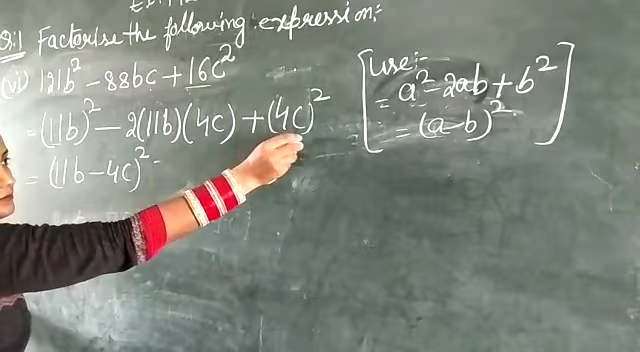 Q:1 Factorise the following expression:
(vi) 121b² - 88bc + 16c²
= (11b)² - 2(11b)(4c) + (4c)²
= (11b - 4c)²
[use:-
= a² - 2ab + b²
= (a-b)²]